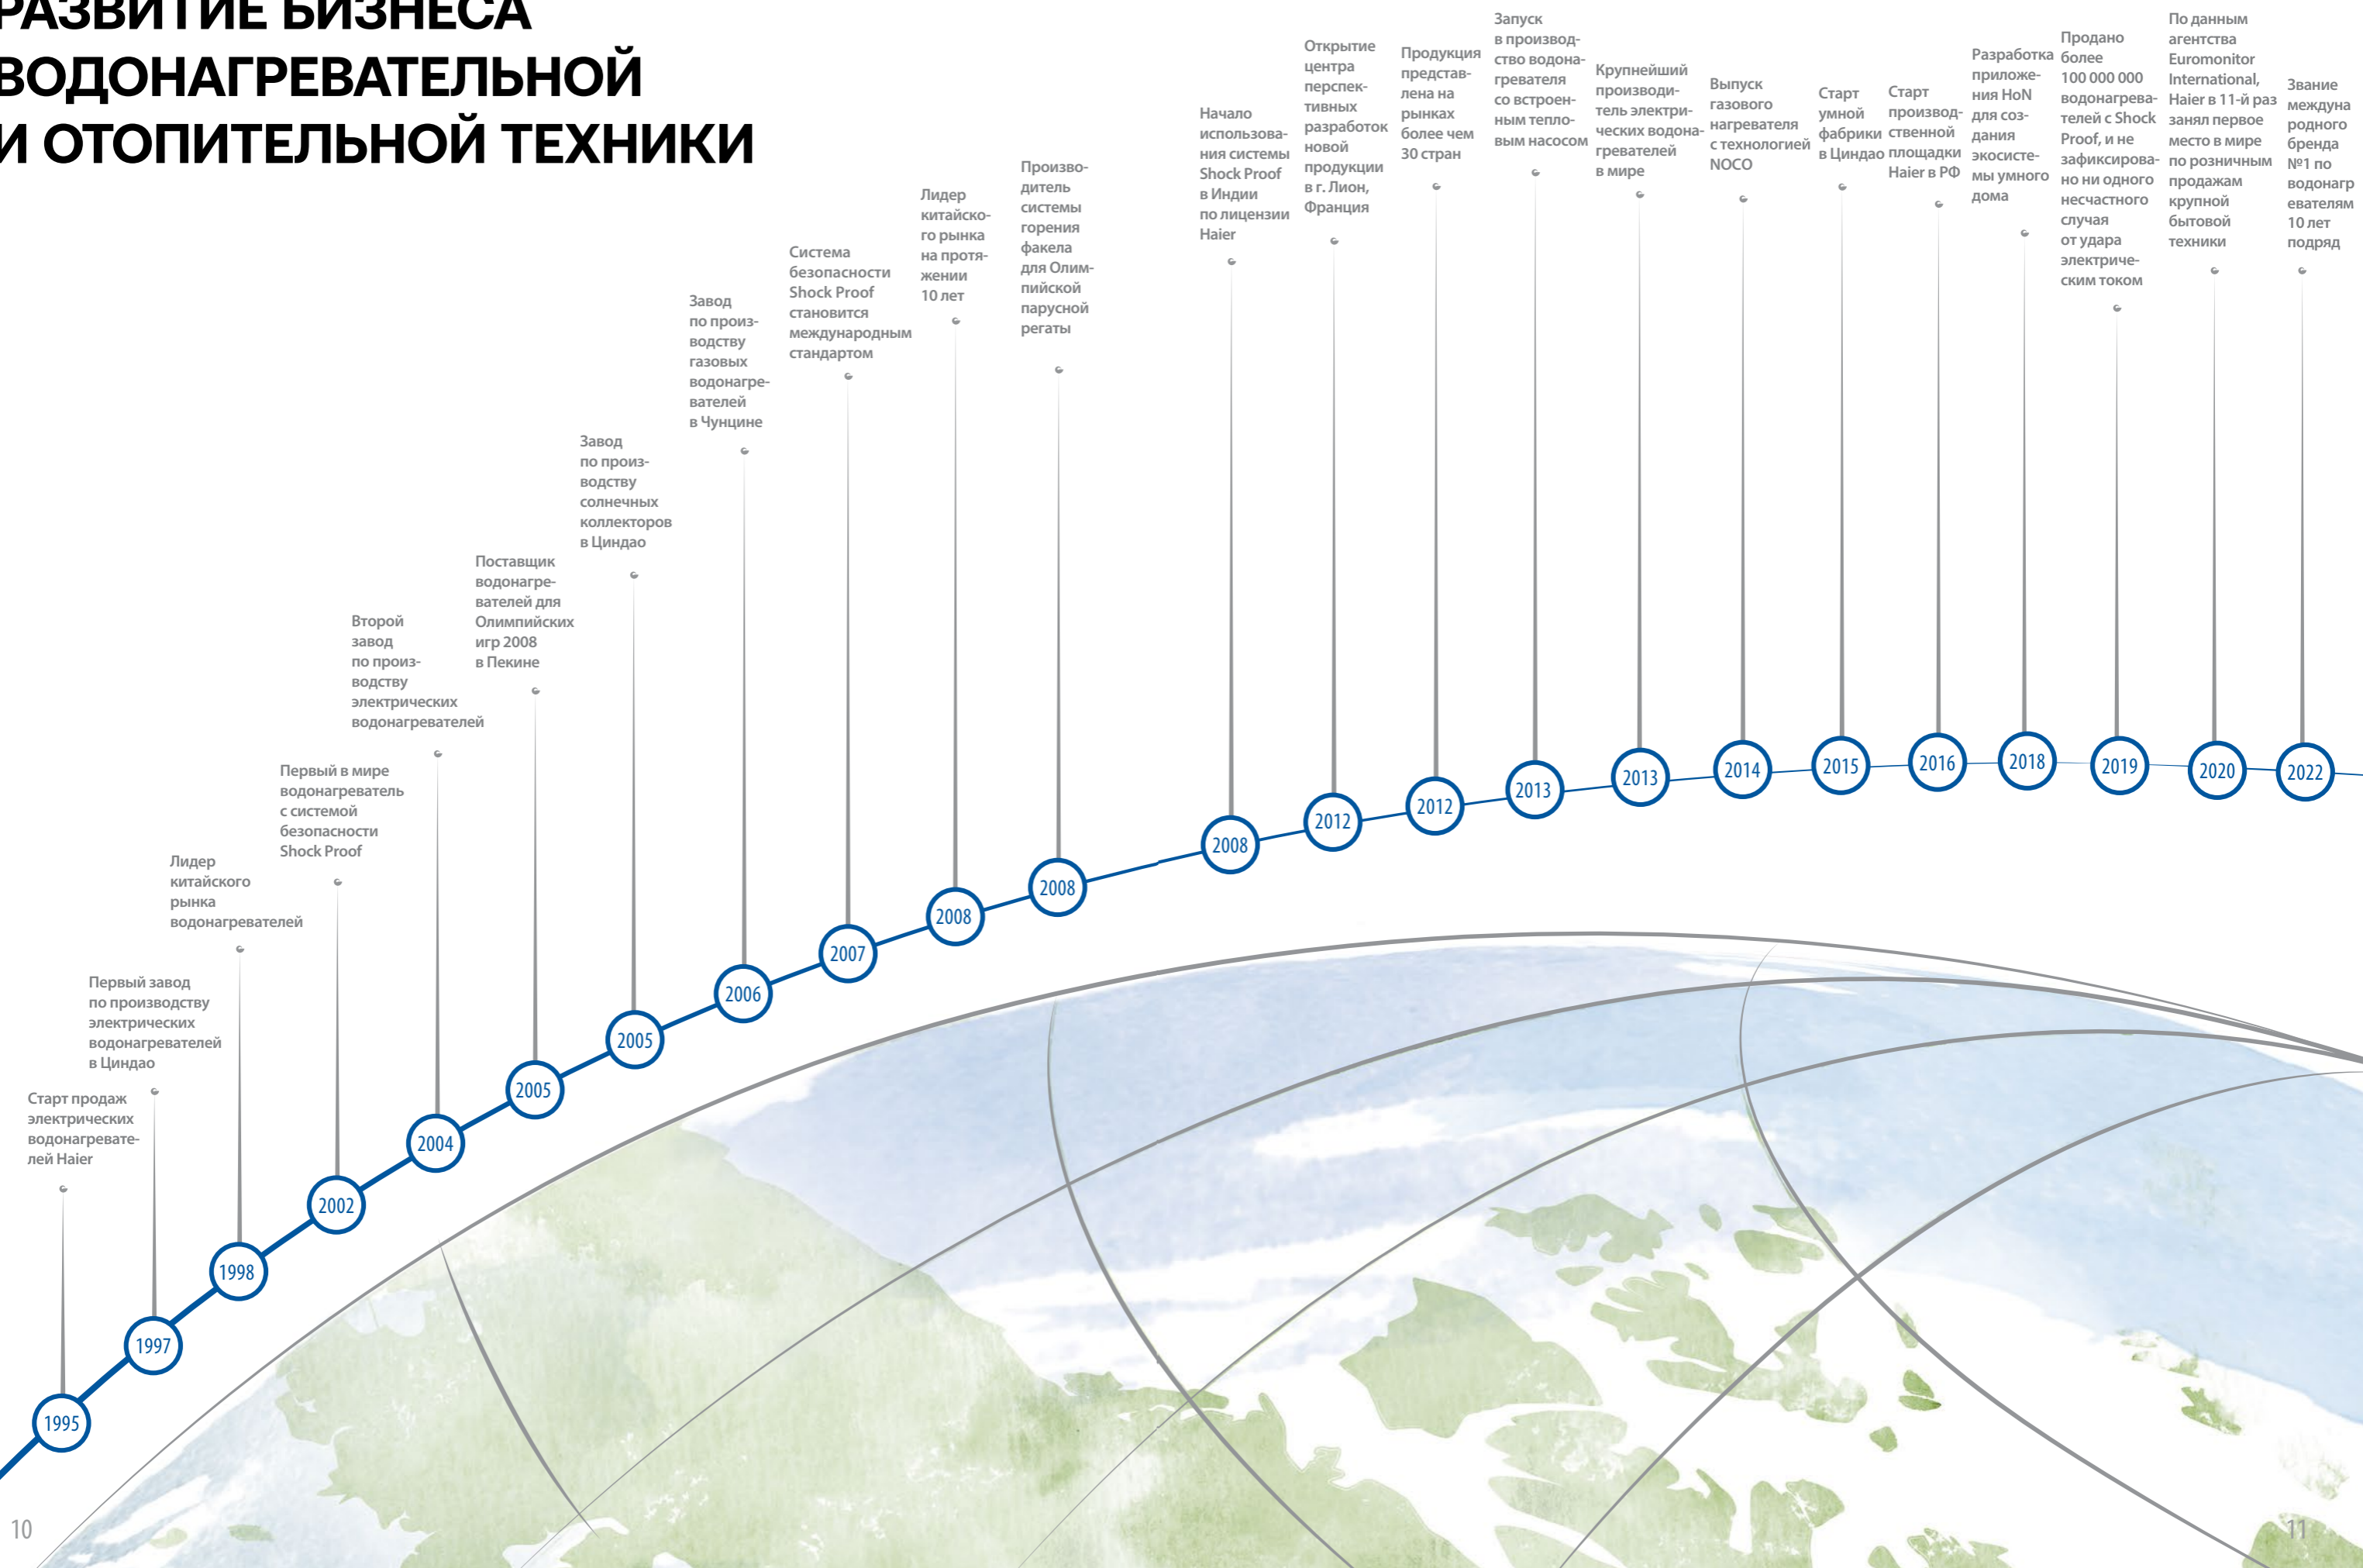 РАЗВИТИЕ БИЗНЕСА
ВОДОНАГРЕВАТЕЛЬНОЙ
И ОТОПИТЕЛЬНОЙ ТЕХНИКИ
Старт продаж
электрических
водонагревате-
лей Haier
1995
Первый завод
по производству
электрических
водонагревателей
в Циндао
1997
Лидер
китайского
рынка
водонагревателей
1998
Первый в мире
водонагреватель
с системой
безопасности
Shock Proof
2002
Второй
завод
по произ-
водству
электрических
водонагревателей
2004
Поставщик
водонагре-
вателей для
Олимпийских
игр 2008
в Пекине
2005
Завод
по произ-
водству
солнечных
коллекторов
в Циндао
2005
Завод
по произ-
водству
газовых
водонагре-
вателей
в Чунцине
2006
Система
безопасности
Shock Proof
становится
международным
стандартом
2007
Лидер
китайско-
го рынка
на протя-
жении
10 лет
2008
Произво-
дитель
системы
горения
факела
для Олим-
пийской
парусной
регаты
2008
Начало
использова-
ния системы
Shock Proof
в Индии
по лицензии
Haier
2008
Открытие
центра
перспек-
тивных
разработок
новой
продукции
в г. Лион,
Франция
2012
Продукция
представ-
лена на
рынках
более чем
30 стран
2012
Запуск
в производ-
ство водона-
гревателя
со встроен-
ным тепло-
вым насосом
2013
Крупнейший
производи-
тель электри-
ческих водона-
гревателей
в мире
2013
Выпуск
газового
нагревателя
с технологией
NOCO
2014
Старт
умной
фабрики
в Циндао
2015
Старт
производ-
ственной
площадки
Haier в РФ
2016
Разработка
приложе-
ния HoN
для соз-
дания
экосисте-
мы умного
дома
2018
Продано
более
100 000 000
водонагрева-
телей с Shock
Proof, и не
зафиксирова-
но ни одного
несчастного
случая
от удара
электриче-
ским током
2019
По данным
агентства
Euromonitor
International,
Haier в 11-й раз
занял первое
место в мире
по розничным
продажам
крупной
бытовой
техники
2020
Звание
междуна
родного
бренда
№1 по
водонагр
евателям
10 лет
подряд
2022
10
11